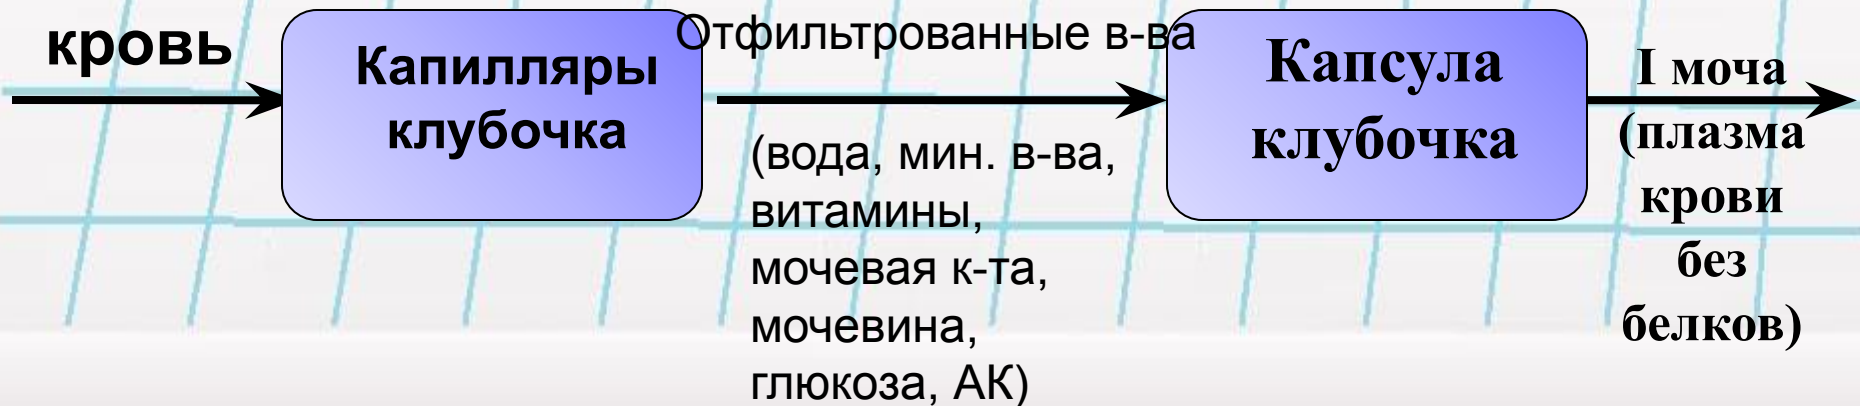 кровь
Капилляры
клубочка
Отфильтрованные в-ва
(вода, мин. в-ва,
витамины,
мочевая к-та,
мочевина,
глюкоза, АК)
Капсула
клубочка
I моча
(плазма
крови
без
белков)